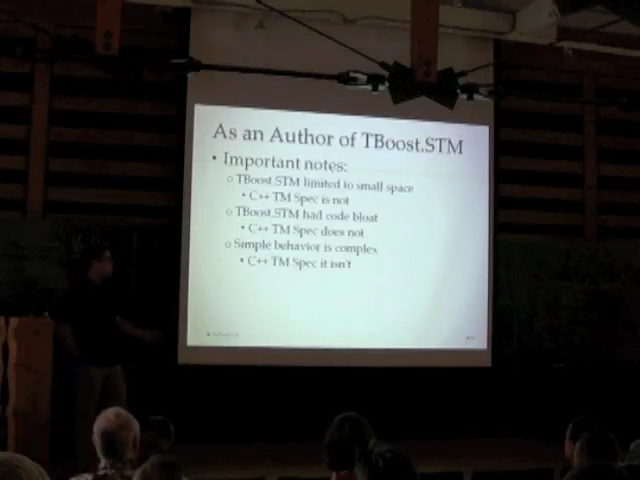 As an Author of TBoost.STM
• Important notes:
o TBoost.STM limited to small space
• C++ TM Spec is not
o TBoost.STM had code bloat
• C++ TM Spec does not
o Simple behavior is complex
• C++ TM Spec it isn't